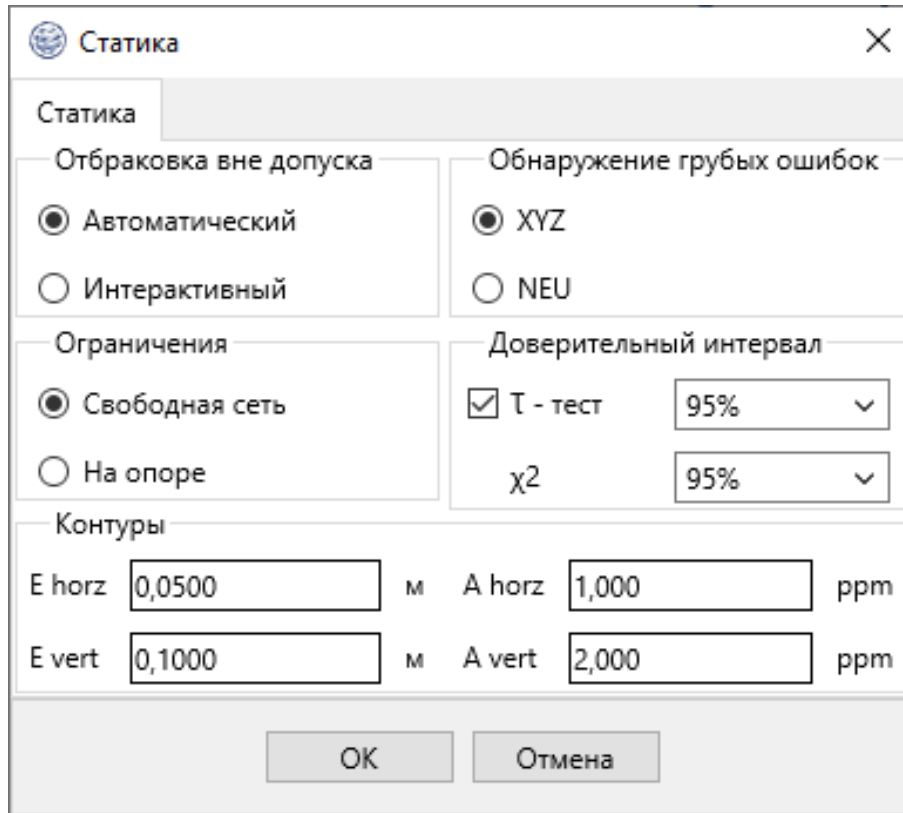 Статика
Статика
Отбраковка вне допуска
Автоматический
Интерактивный
Обнаружение грубых ошибок
XYZ
NEU
Ограничения
Свободная сеть
На опоре
Доверительный интервал
τ - тест 95%
χ2 95%
Контуры
E horz 0,0500 м A horz 1,000 ppm
E vert 0,1000 м A vert 2,000 ppm
OK Отмена